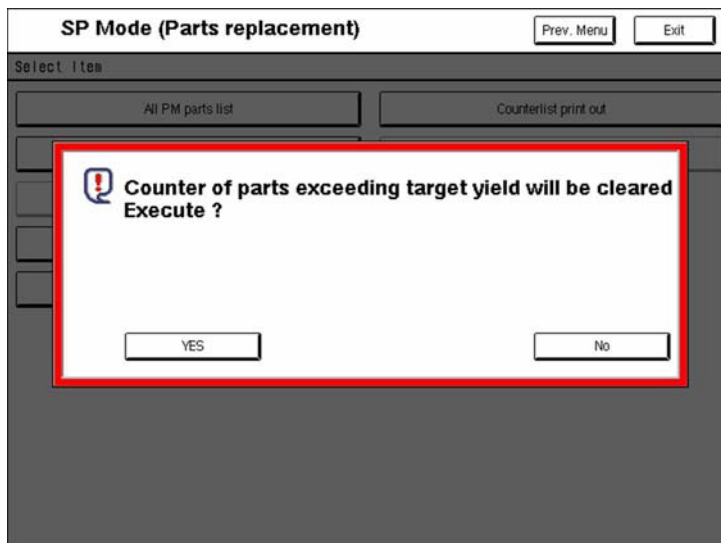 SP Mode (Parts replacement)
Prev. Menu
Exit
Select Item
All PM parts list
Counterlist print out
Counter of parts exceeding target yield will be cleared
Execute ?
YES
No